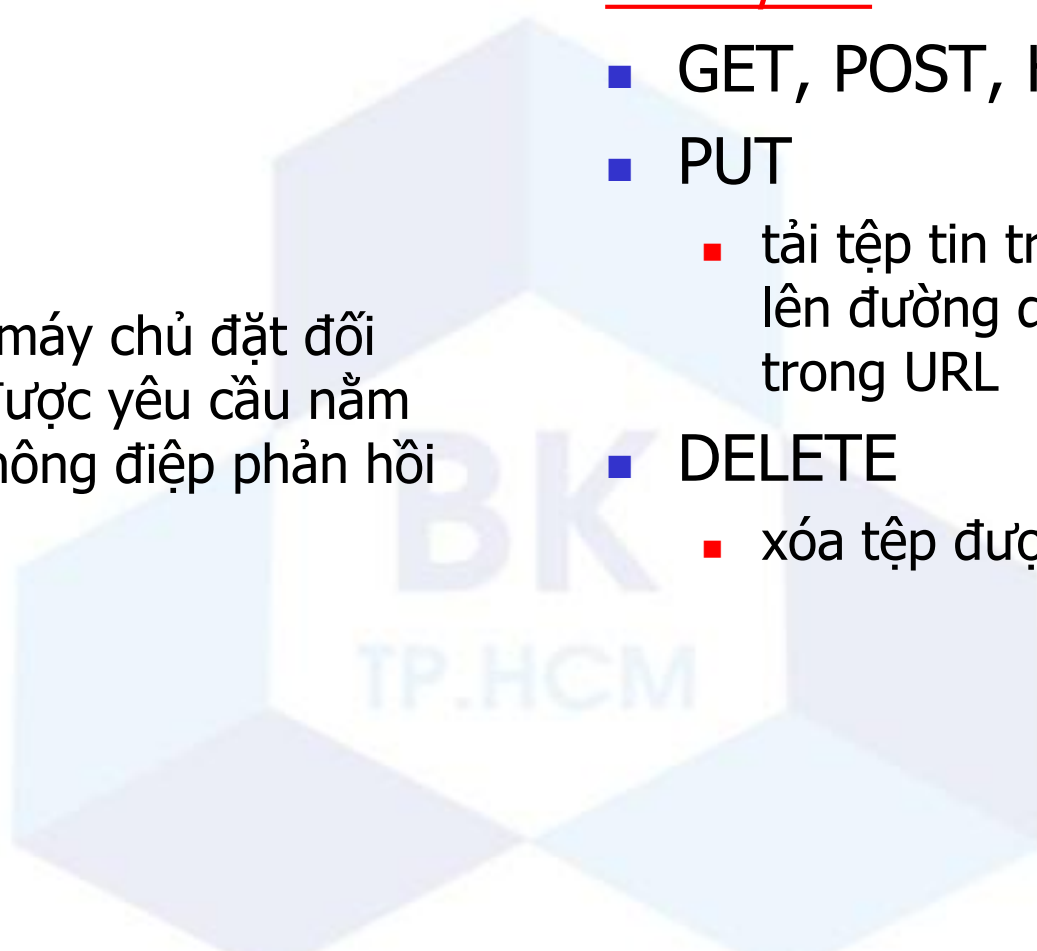 máy chủ đặt đối
được yêu cầu nằm
điệp phản hồi
GET, POST,
PUT
tải tệp tin
lên đường
trong URL
DELETE
xóa tệp
BK
TP.HCM